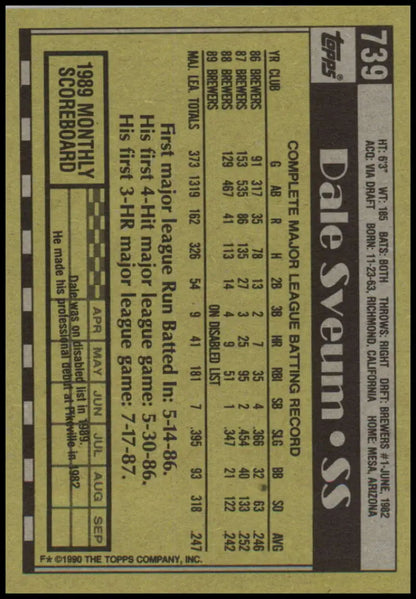 739
Topps®
Dale Sveum • SS
HT: 6'3" WT: 185 BATS: BOTH THROWS: RIGHT DRFT: BREWERS #1-JUNE, 1982
ACQ: VIA DRAFT BORN: 11-23-63, RICHMOND, CALIFORNIA HOME: MESA, ARIZONA
COMPLETE MAJOR LEAGUE BATTING RECORD
YR CLUB G AB R H 2B 3B HR RBI SB SLG BB SO AVG
86 BREWERS 91 317 35 78 13 2 7 35 4 .366 32 63 .246
87 BREWERS 153 535 86 135 27 3 25 95 2 .454 40 133 .252
88 BREWERS 129 467 41 113 14 4 9 51 1 .347 21 122 .242
89 BREWERS ON DISABLED LIST
MAJ. LEA. TOTALS 373 1319 162 326 54 9 41 181 7 .395 93 318 .247
First major league Run Batted In: 5-14-86.
His first 4-Hit major league game: 5-30-86.
His first 3-HR major league game: 7-17-87.
1989 MONTHLY
SCOREBOARD
APR MAY JUN JUL AUG SEP
Dale was on disabled list in 1989.
He made his professional debut at Pikeville in 1982
F* ©1990 THE TOPPS COMPANY, INC.